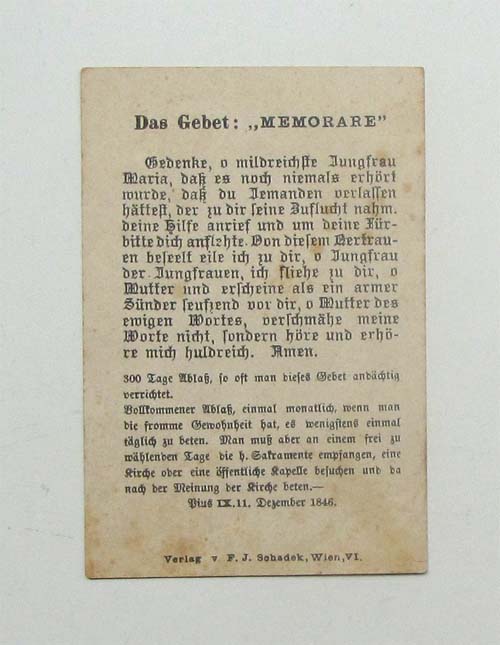 Das Gebet: „MEMORARE”
Gedenke, o mildreichste Jungfrau
Maria, daß es noch niemals erhört
wurde, daß du Jemanden verlassen
hättest, der zu dir seine Zuflucht nahm.
deine Hilfe anrief und um deine Für-
bitte dich anflehte. Von diesem Vertrau-
en beseelt eile ich zu dir, o Jungfrau
der Jungfrauen, ich fliehe zu dir, o
Mutter und erscheine als ein armer
Sünder seufzend vor dir, o Mutter des
ewigen Wortes, verschmähe meine
Worte nicht, sondern höre und erhö-
re mich huldreich. Amen.
300 Tage Ablaß, so oft man dieses Gebet andächtig
verrichtet.
Vollkommener Ablaß, einmal monatlich, wenn man
die fromme Gewohnheit hat, es wenigstens einmal
täglich zu beten. Man muß aber an einem frei zu
wählenden Tage die h. Sakramente empfangen, eine
Kirche oder eine öffentliche Kapelle besuchen und da
nach der Meinung der Kirche beten.—
Pius IX. 11. Dezember 1846.
Verlag v F. J. Schadek, Wien, VI.